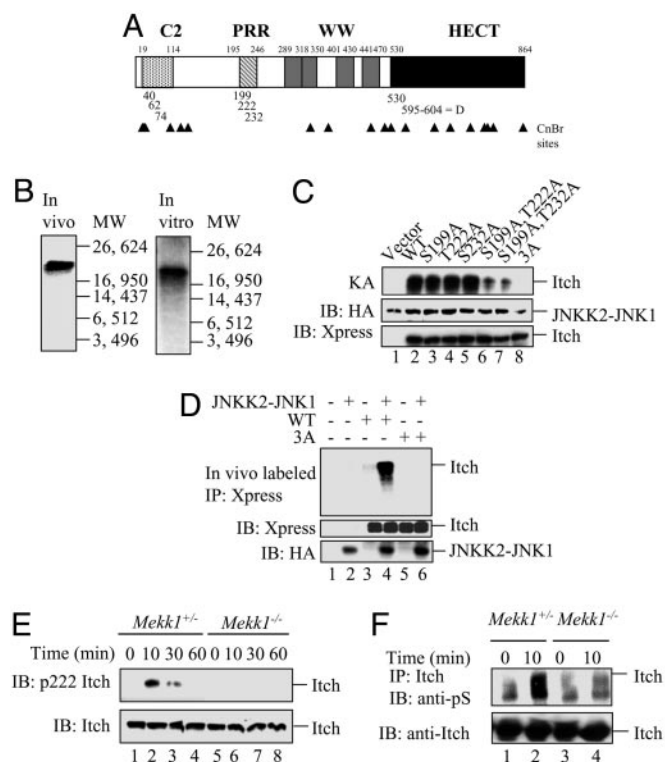 A
C2 PRR WW HECT
19 114 195 246 289 318 350 401 430 441 470 530 864
40 199 530
62 222 595-604 = D
74 232
CnBr
sites
B
In
vivo MW
26, 624
16, 950
14, 437
6, 512
3, 496
In
vitro MW
26, 624
16, 950
14, 437
6, 512
3, 496
C
Vector WT S199A T222A S232A S199A,T222A S199A,T232A 3A
KA Itch
IB: HA JNKK2-JNK1
IB: Xpress Itch
1 2 3 4 5 6 7 8
D
JNKK2-JNK1 - + - + - +
WT - - + + - -
3A - - - - + +
In vivo labeled Itch
IP: Xpress
IB: Xpress Itch
IB: HA JNKK2-JNK1
1 2 3 4 5 6
E
Mekk1+/- Mekk1-/-
Time (min) 0 10 30 60 0 10 30 60
IB: p222 Itch Itch
IB: Itch Itch
1 2 3 4 5 6 7 8
F
Mekk1+/- Mekk1-/-
Time (min) 0 10 0 10
IP: Itch Itch
IB: anti-pS
IB: anti-Itch Itch
1 2 3 4